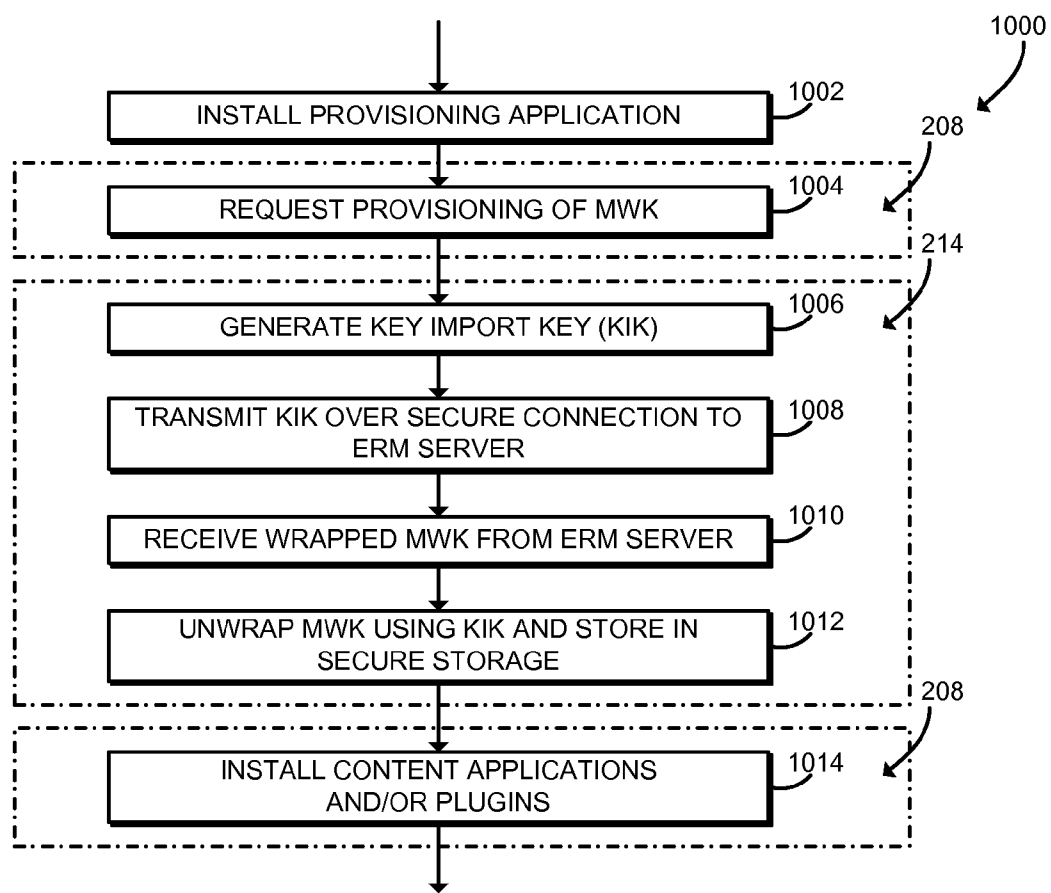 1000
INSTALL PROVISIONING APPLICATION
1002
208
REQUEST PROVISIONING OF MWK
1004
214
GENERATE KEY IMPORT KEY (KIK)
1006
TRANSMIT KIK OVER SECURE CONNECTION TO
ERM SERVER
1008
RECEIVE WRAPPED MWK FROM ERM SERVER
1010
UNWRAP MWK USING KIK AND STORE IN
SECURE STORAGE
1012
208
INSTALL CONTENT APPLICATIONS
AND/OR PLUGINS
1014